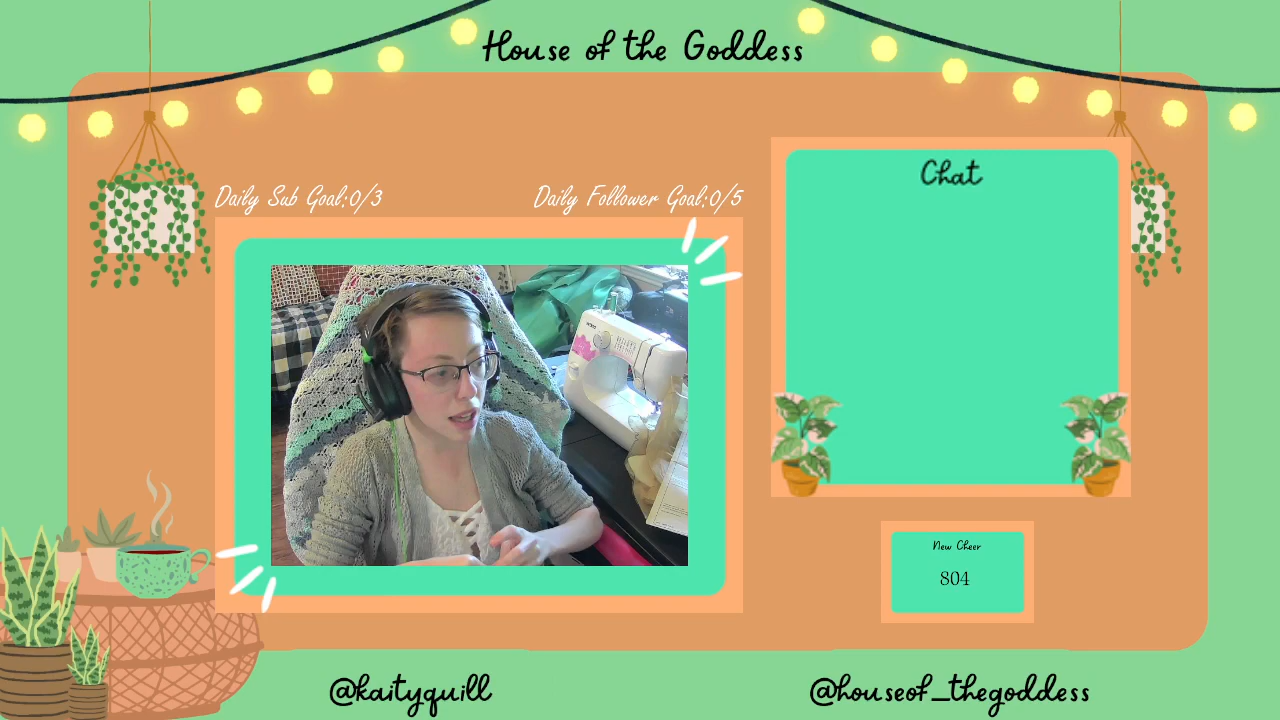 House of the Goddess
Daily Sub Goal:0/3
Daily Follower Goal:0/5
Chat
New Cheer
804
@kaityquill
@houseof_thegoddess